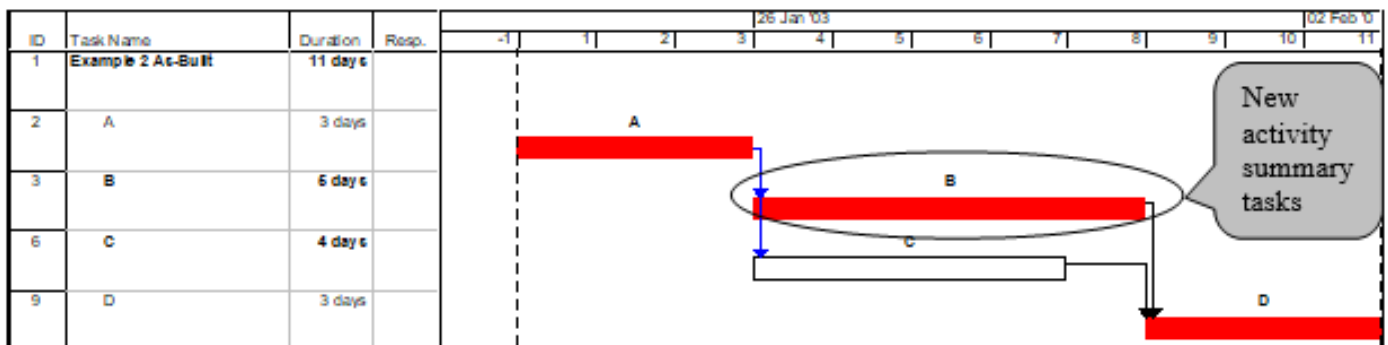 26 Jan '03 02 Feb '0
ID Task Name Duration Resp. -1 1 2 3 4 5 6 7 8 9 10 11
1 Example 2 As-Built 11 days
2 A 3 days A
3 B 5 days B
6 C 4 days C
9 D 3 days D
New
activity
summary
tasks